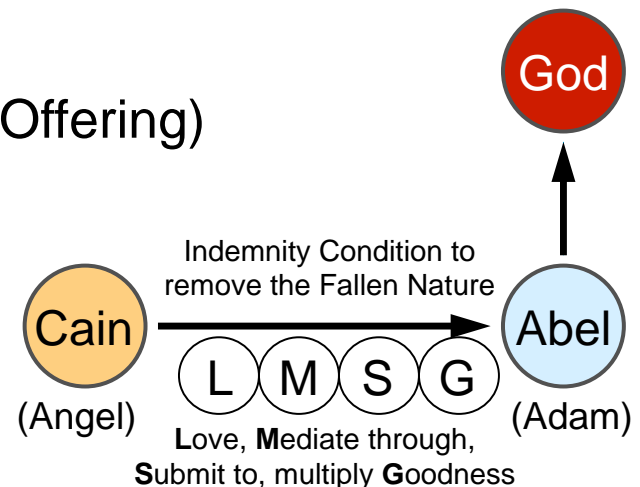 God
Offering)
Indemnity Condition to
remove the Fallen Nature
Cain
Abel
L M S G
(Angel)
(Adam)
Love, Mediate through,
Submit to, multiply Goodness